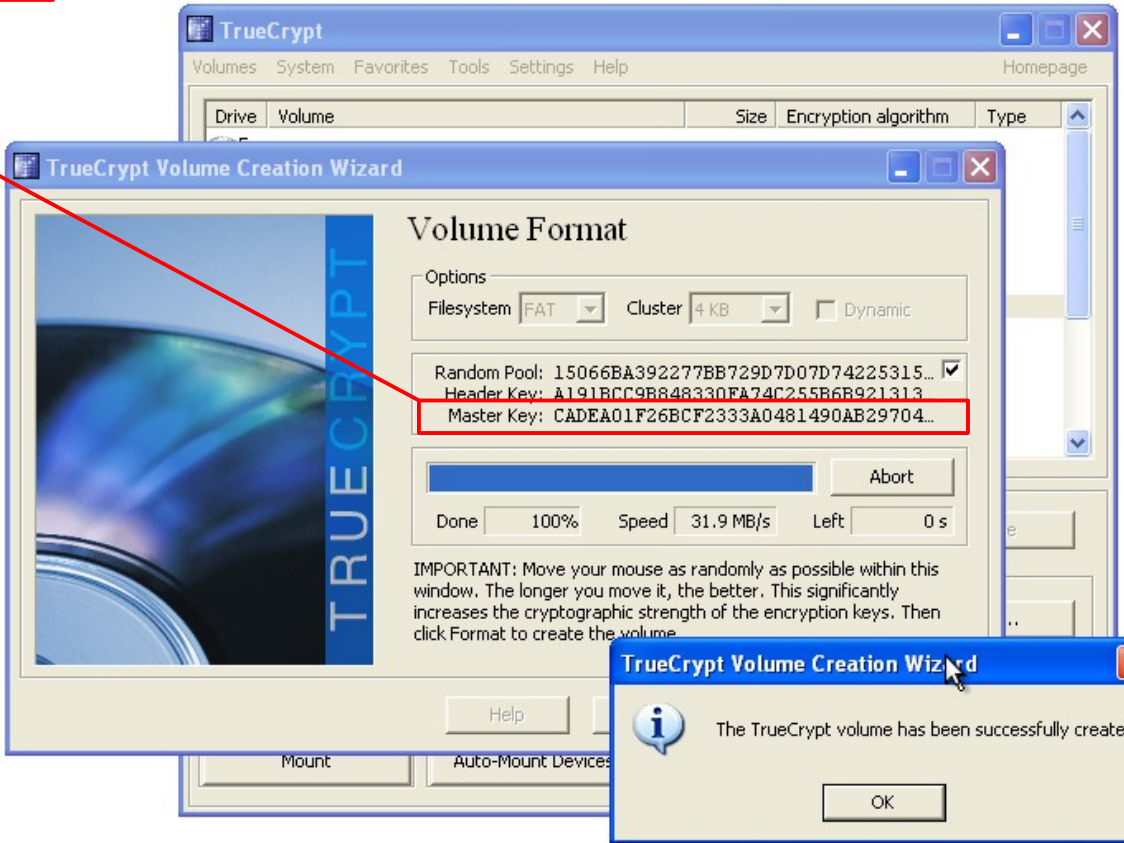 TrueCrypt
Volumes System Favorites Tools Settings Help Homepage
Drive Volume Size Encryption algorithm Type
TrueCrypt Volume Creation Wizard
TRUECRYPT
Volume Format
Options
Filesystem FAT Cluster 4 KB Dynamic
Random Pool: 15066BA392277BB729D7D07D74225315...
Header Key: A191BCC9B848330FA74C255B6B921313...
Master Key: CADEA01F26BCF2333A0481490AB29704...
Abort
Done 100% Speed 31.9 MB/s Left 0 s
IMPORTANT: Move your mouse as randomly as possible within this
window. The longer you move it, the better. This significantly
increases the cryptographic strength of the encryption keys. Then
click Format to create the volume.
Help
Mount Auto-Mount Devices
TrueCrypt Volume Creation Wizard
The TrueCrypt volume has been successfully create
OK